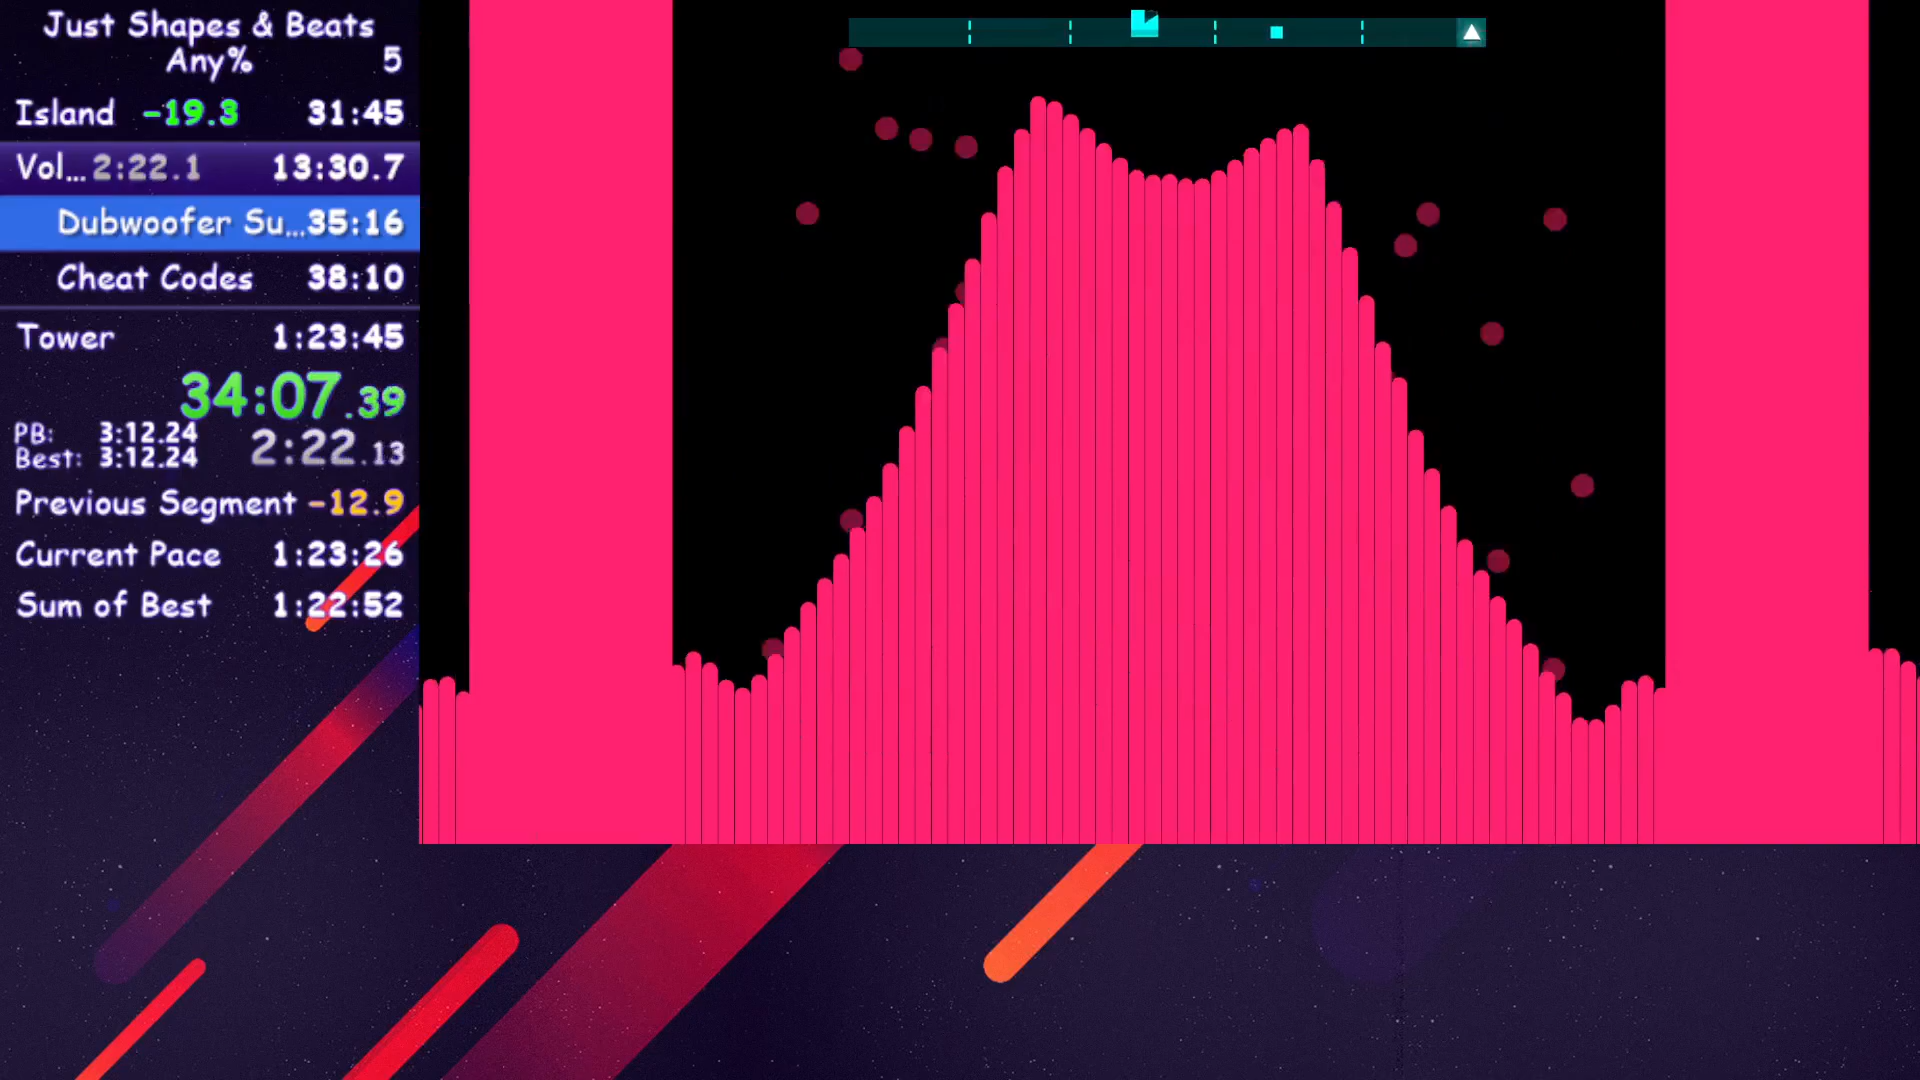 Just Shapes & Beats
Any% 5
Island -19.3 31:45
Vol... 2:22.1 13:30.7
Dubwoofer Su... 35:16
Cheat Codes 38:10
Tower 1:23:45
34:07.39
PB: 3:12.24
Best: 3:12.24 2:22.13
Previous Segment -12.9
Current Pace 1:23:26
Sum of Best 1:22:52